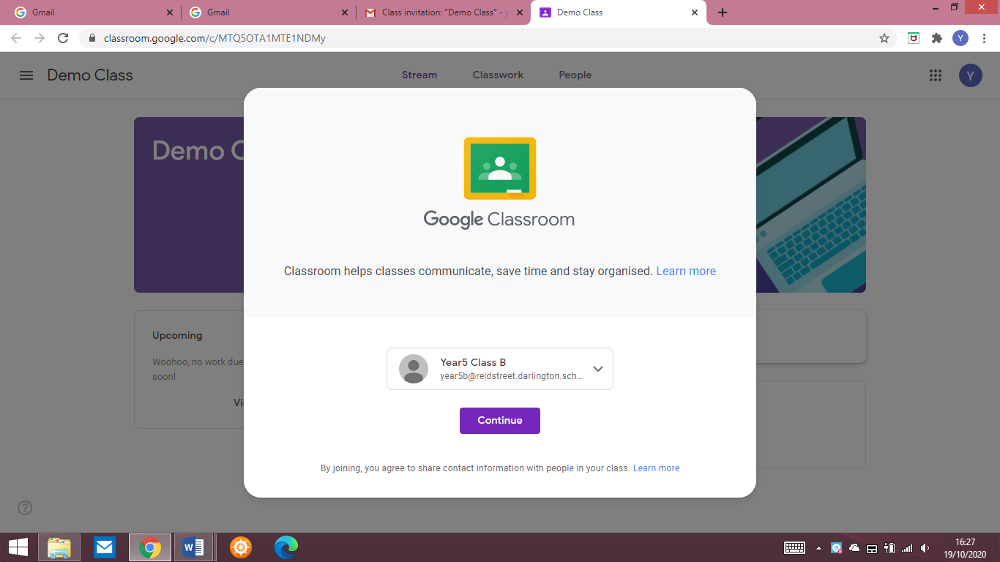 Gmail
Gmail
Class invitation: "Demo Class" - y
Demo Class
classroom.google.com/c/MTQ5OTA1MTE1NDMy
Y
Demo Class
Stream
Classwork
People
Y
Demo C
Google Classroom
Classroom helps classes communicate, save time and stay organised. Learn more
Upcoming
Woohoo, no work due
soon!
Vi
Year5 Class B
year5b@reidstreet.darlington.sch...
Continue
By joining, you agree to share contact information with people in your class. Learn more
16:27
19/10/2020